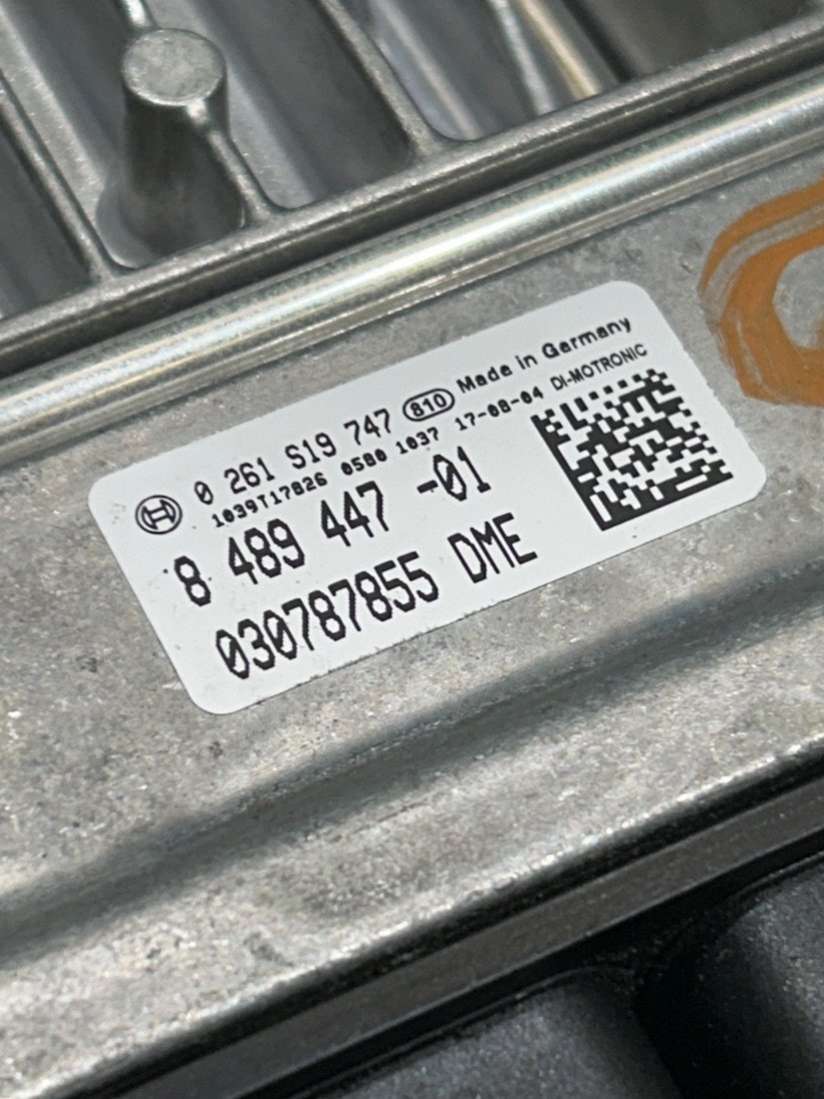 0 261 S19 747 810 Made in Germany
1039T17826 0580 1037 17-08-04 DI-MOTRONIC
8 489 447 -01
030787855 DME